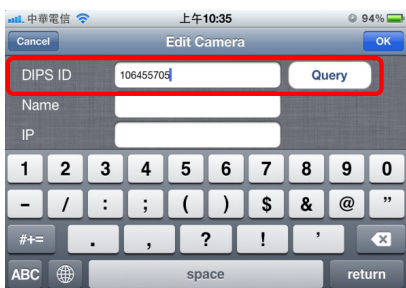 中華電信 上午10:35 94%
Cancel Edit Camera OK
DIPS ID 106455705 Query
Name
IP
1 2 3 4 5 6 7 8 9 0
- / : ; ( ) $ & @ ”
#+= . , ? ! ’
ABC space return